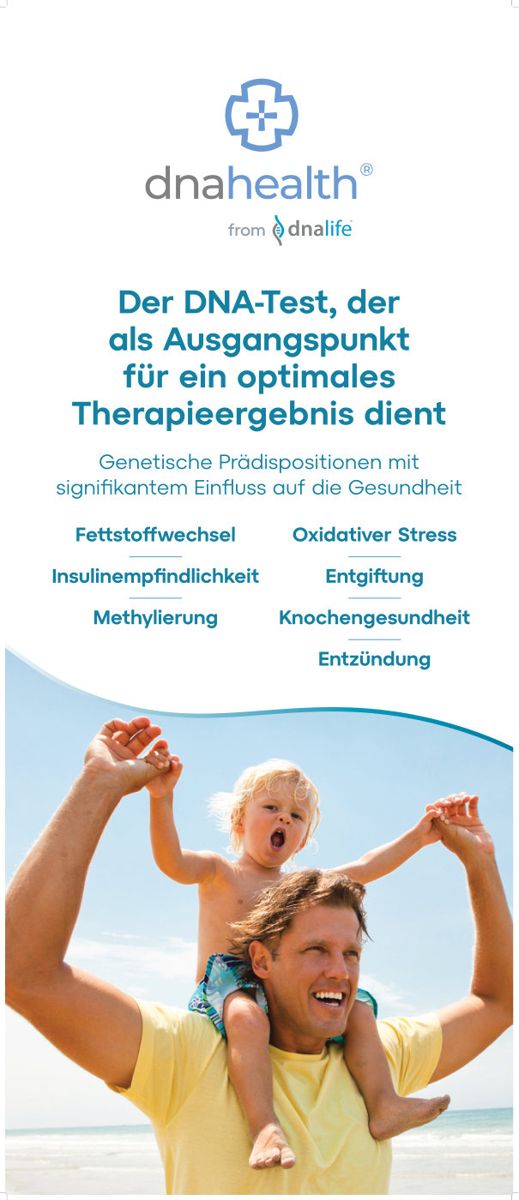 dnahealth®
from dnalife™
Der DNA-Test, der
als Ausgangspunkt
für ein optimales
Therapieergebnis dient
Genetische Prädispositionen mit
signifikantem Einfluss auf die Gesundheit
Fettstoffwechsel
Insulinempfindlichkeit
Methylierung
Oxidativer Stress
Entgiftung
Knochengesundheit
Entzündung